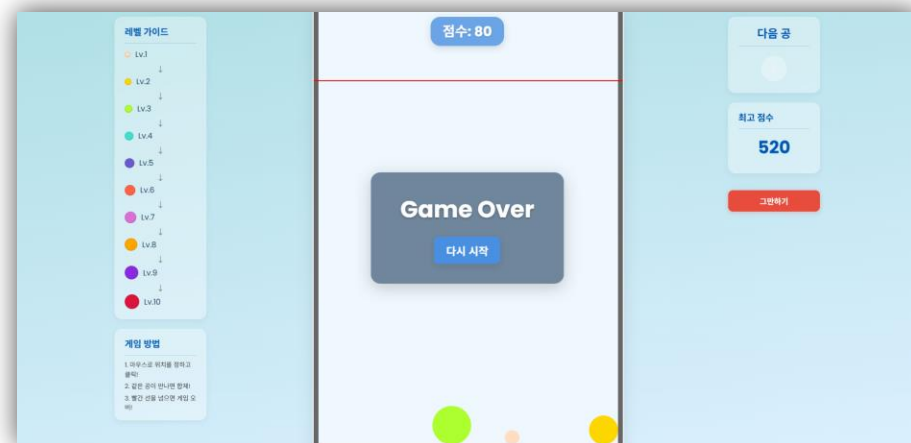 레벨 가이드
Lv.1
↓
Lv.2
↓
Lv.3
↓
Lv.4
↓
Lv.5
↓
Lv.6
↓
Lv.7
↓
Lv.8
↓
Lv.9
↓
Lv.10
게임 방법
1. 마우스로 위치를 정하고
클릭!
2. 같은 공이 만나면 합체!
3. 빨간 선을 넘으면 게임 오
버!
점수: 80
Game Over
다시 시작
다음 공
최고 점수
520
그만하기